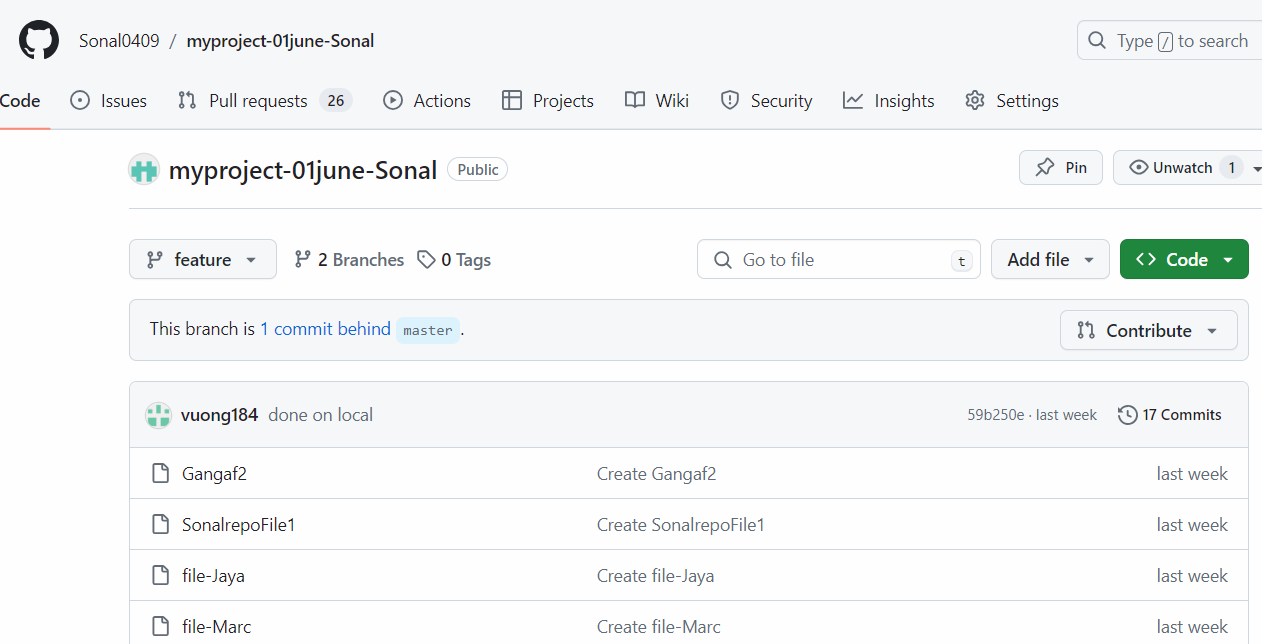 Sonal0409 / myproject-01june-Sonal Type / to search
Code Issues Pull requests 26 Actions Projects Wiki Security Insights Settings
myproject-01june-Sonal Public Pin Unwatch 1
feature 2 Branches 0 Tags Go to file t Add file Code
This branch is 1 commit behind master . Contribute
vuong184 done on local 59b250e · last week 17 Commits
Gangaf2 Create Gangaf2 last week
SonalrepoFile1 Create SonalrepoFile1 last week
file-Jaya Create file-Jaya last week
file-Marc Create file-Marc last week